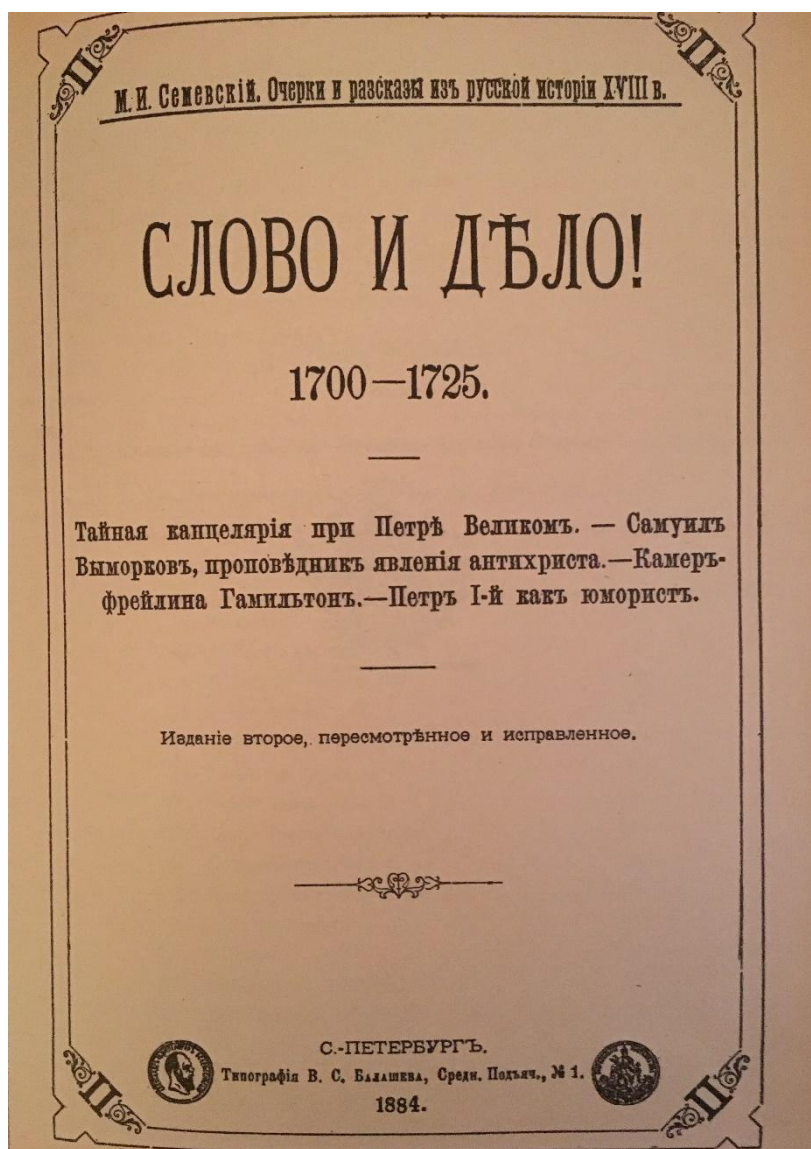 М. И. Семевскій. Очерки и разсказы изъ русской исторіи XVIII в.
СЛОВО И ДѢЛО!
1700—1725.
Тайная канцелярія при Петрѣ Великомъ. — Самуилъ
Выморковъ, проповѣдникъ явленія антихриста.—Камеръ-
фрейлина Гамильтонъ.—Петръ I-й какъ юмористъ.
Изданіе второе, пересмотрѣнное и исправленное.
С.-ПЕТЕРБУРГЪ.
Типографія В. С. Балашева, Средн. Подъяч., № 1.
1884.